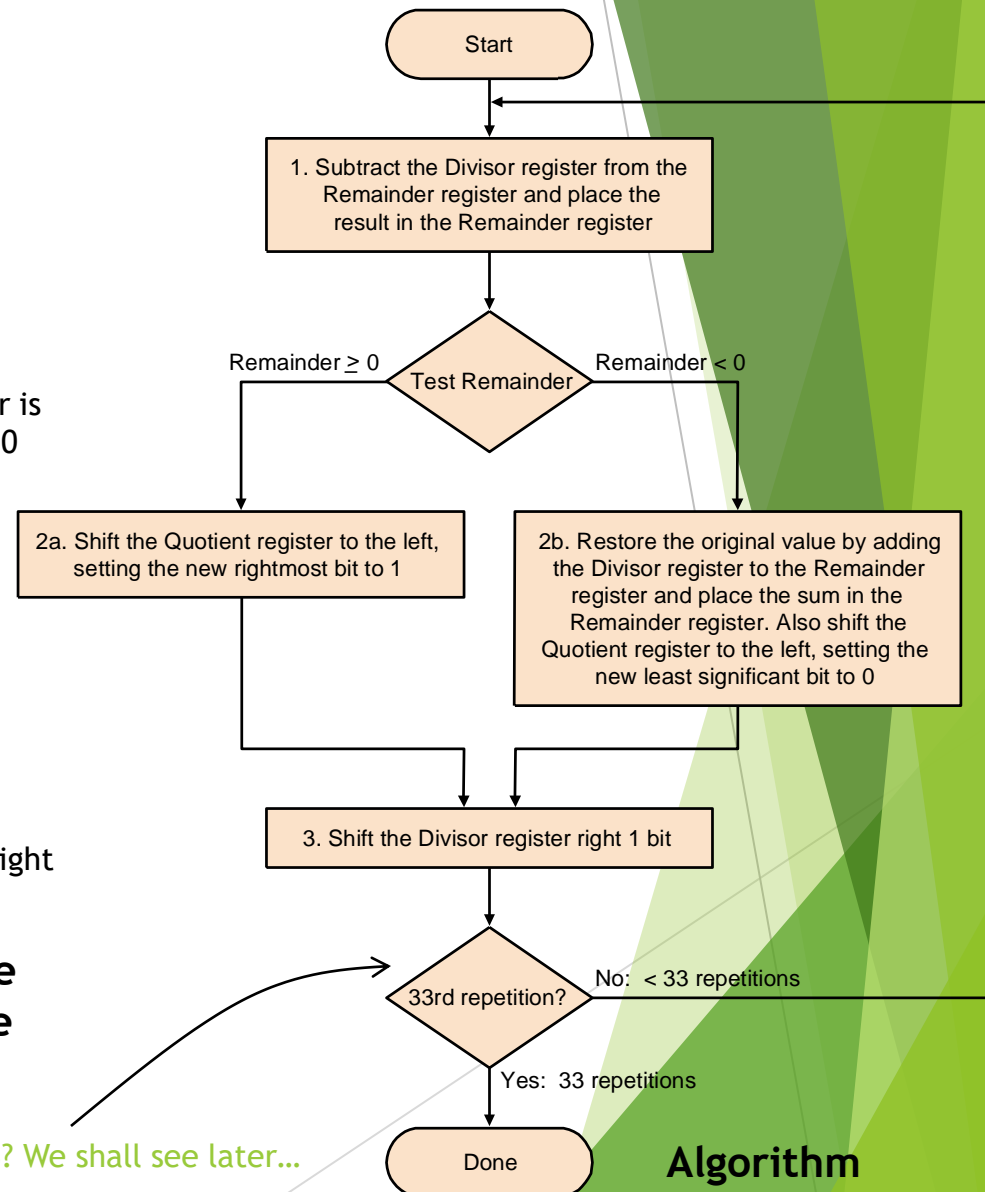 Start
1. Subtract the Divisor register from the
Remainder register and place the
result in the Remainder register
Remainder ≥ 0
Remainder < 0
Test Remainder
r is
0
2a. Shift the Quotient register to the left,
setting the new rightmost bit to 1
2b. Restore the original value by adding
the Divisor register to the Remainder
register and place the sum in the
Remainder register. Also shift the
Quotient register to the left, setting the
new least significant bit to 0
3. Shift the Divisor register right 1 bit
ight
e
e
33rd repetition?
No: < 33 repetitions
Yes: 33 repetitions
? We shall see later…
Done
Algorithm